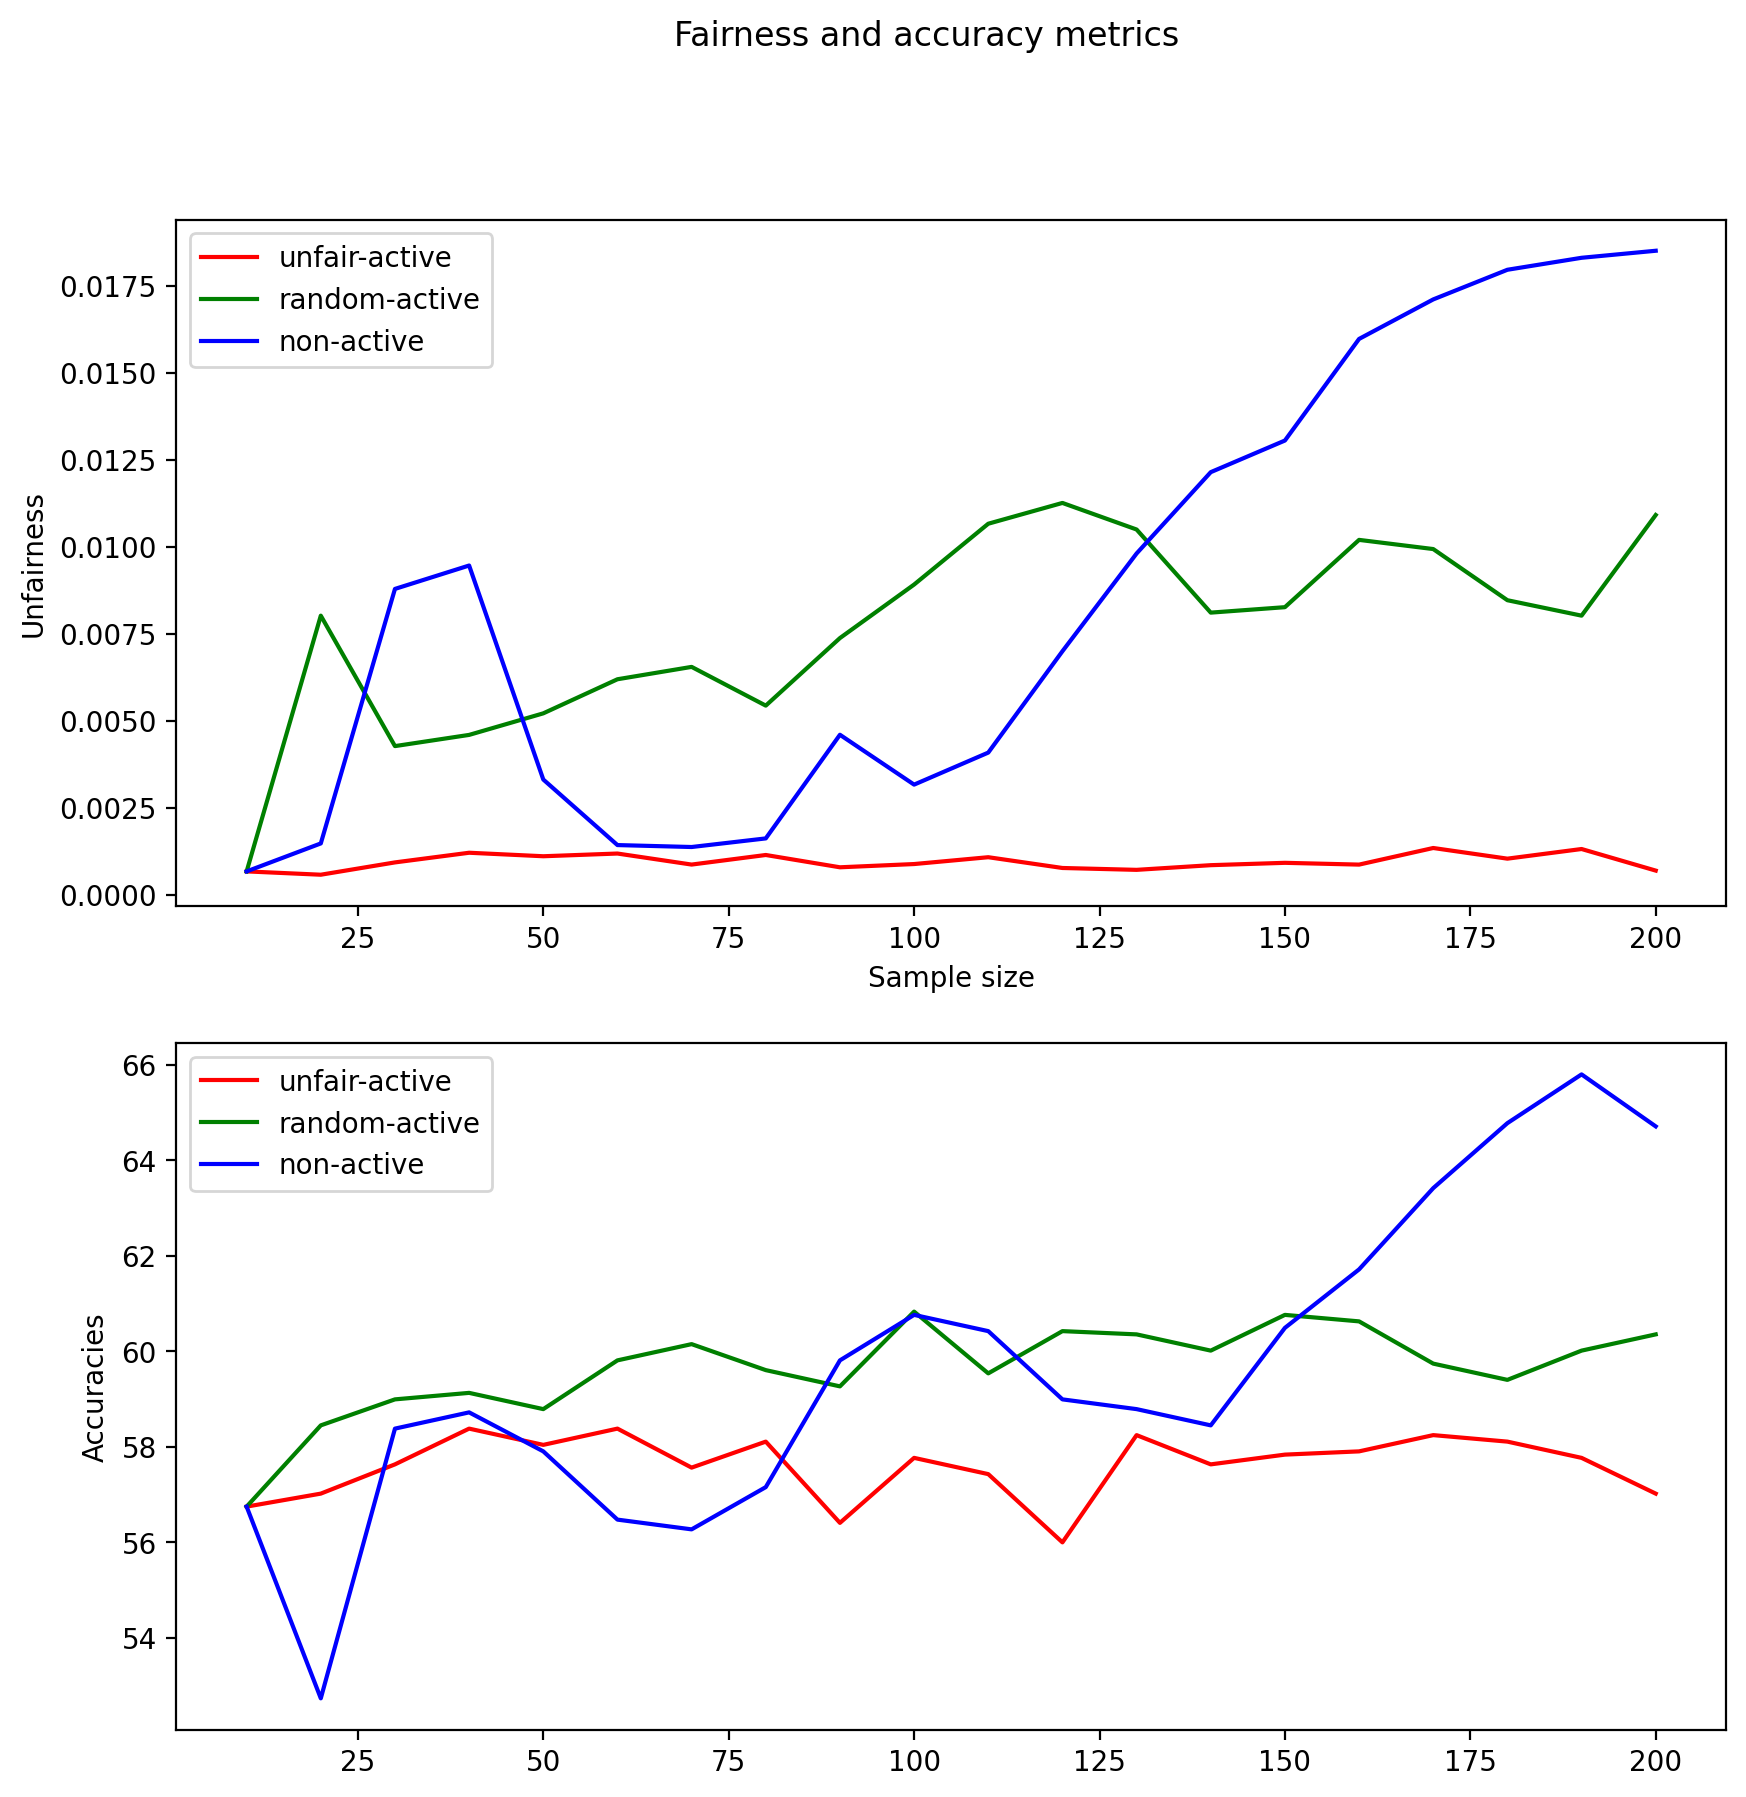 Fairness and accuracy metrics
unfair-active
random-active
non-active
0.0175
0.0150
0.0125
0.0100
0.0075
0.0050
0.0025
0.0000
Unfairness
25 50 75 100 125 150 175 200
Sample size
unfair-active
random-active
non-active
66
64
62
60
58
56
54
Accuracies
25 50 75 100 125 150 175 200